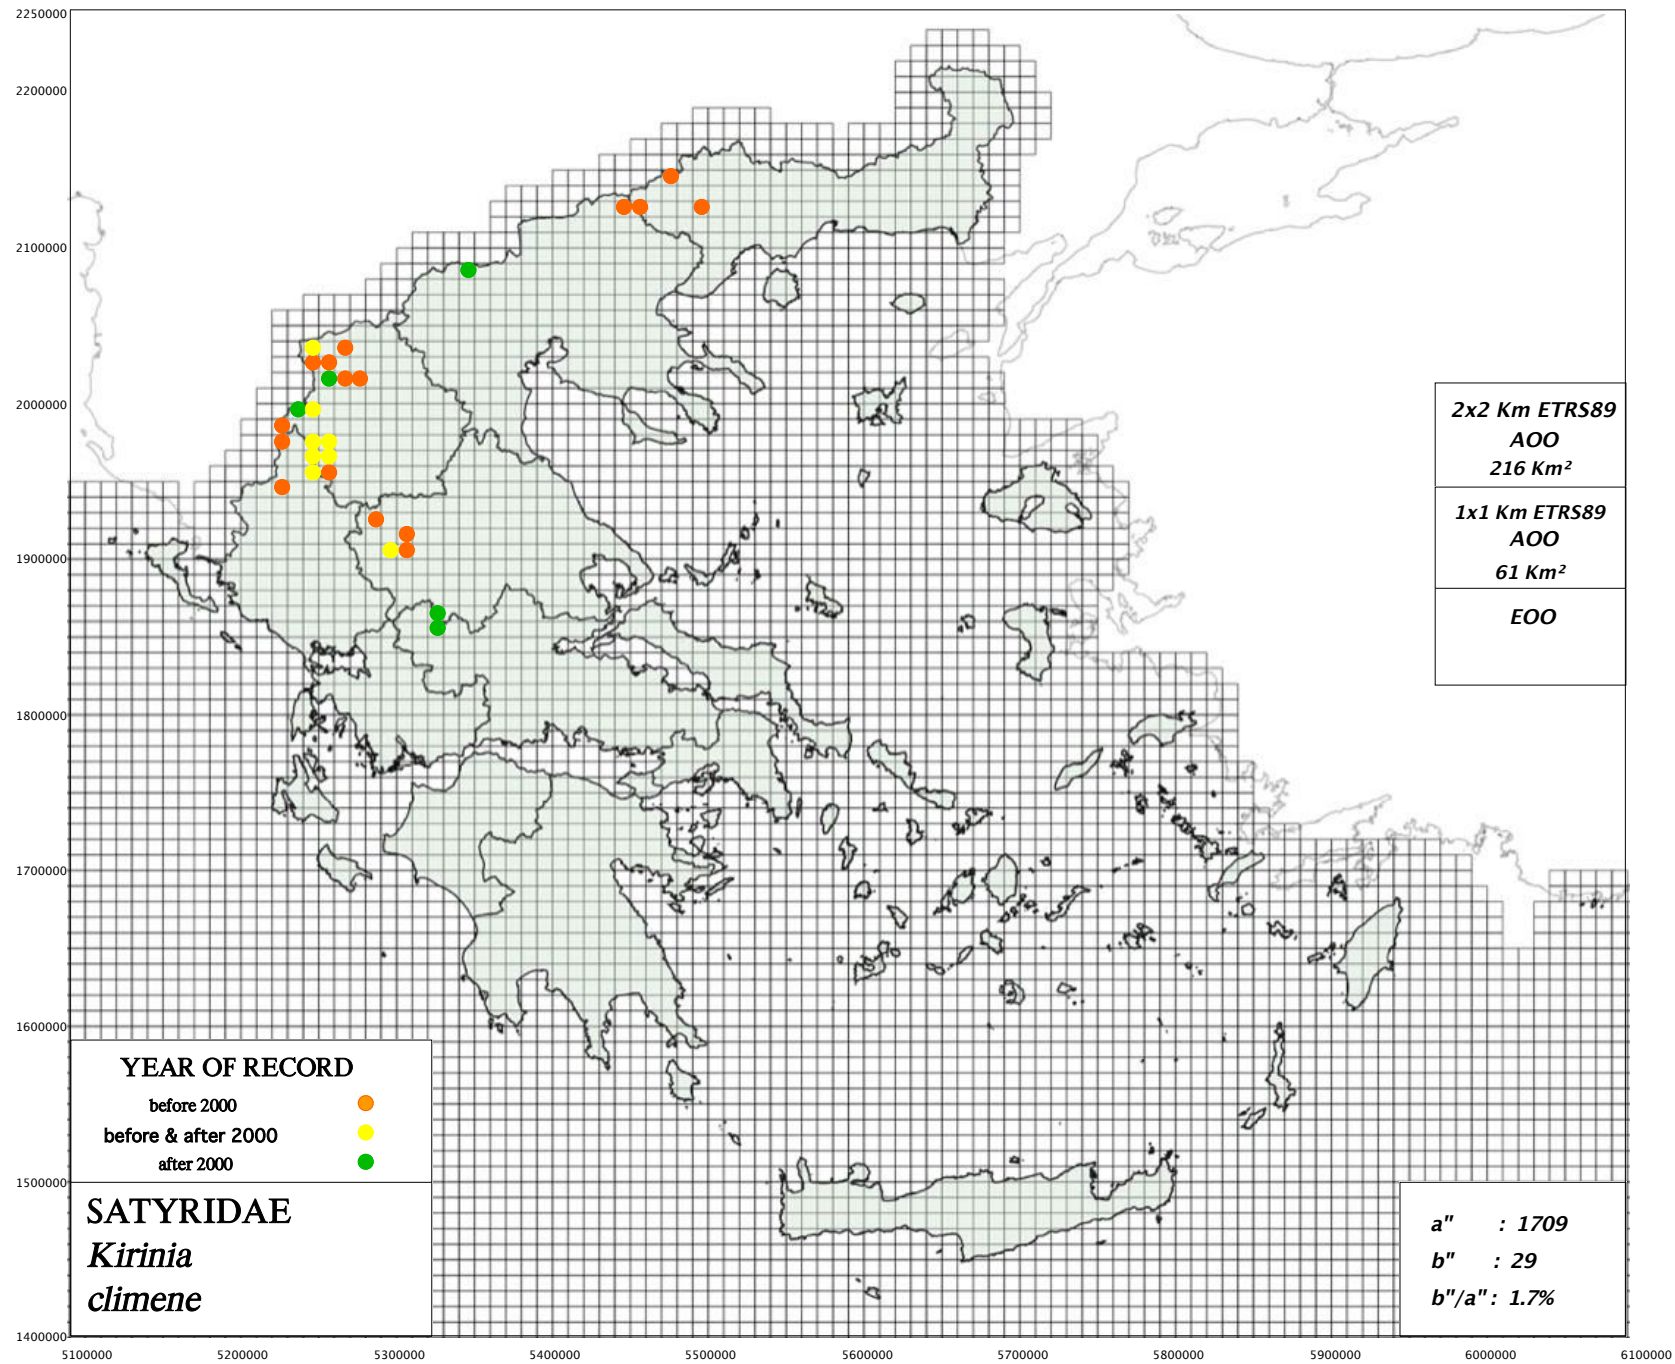 2250000
2200000
2100000
2000000
1900000
1800000
1700000
1600000
1500000
1400000
5100000 5200000 5300000 5400000 5500000 5600000 5700000 5800000 5900000 6000000 6100000
2x2 Km ETRS89
AOO
216 Km²
1x1 Km ETRS89
AOO
61 Km²
EOO
YEAR OF RECORD
before 2000
before & after 2000
after 2000
SATYRIDAE
Kirinia
climene
a" : 1709
b" : 29
b"/a" : 1.7%